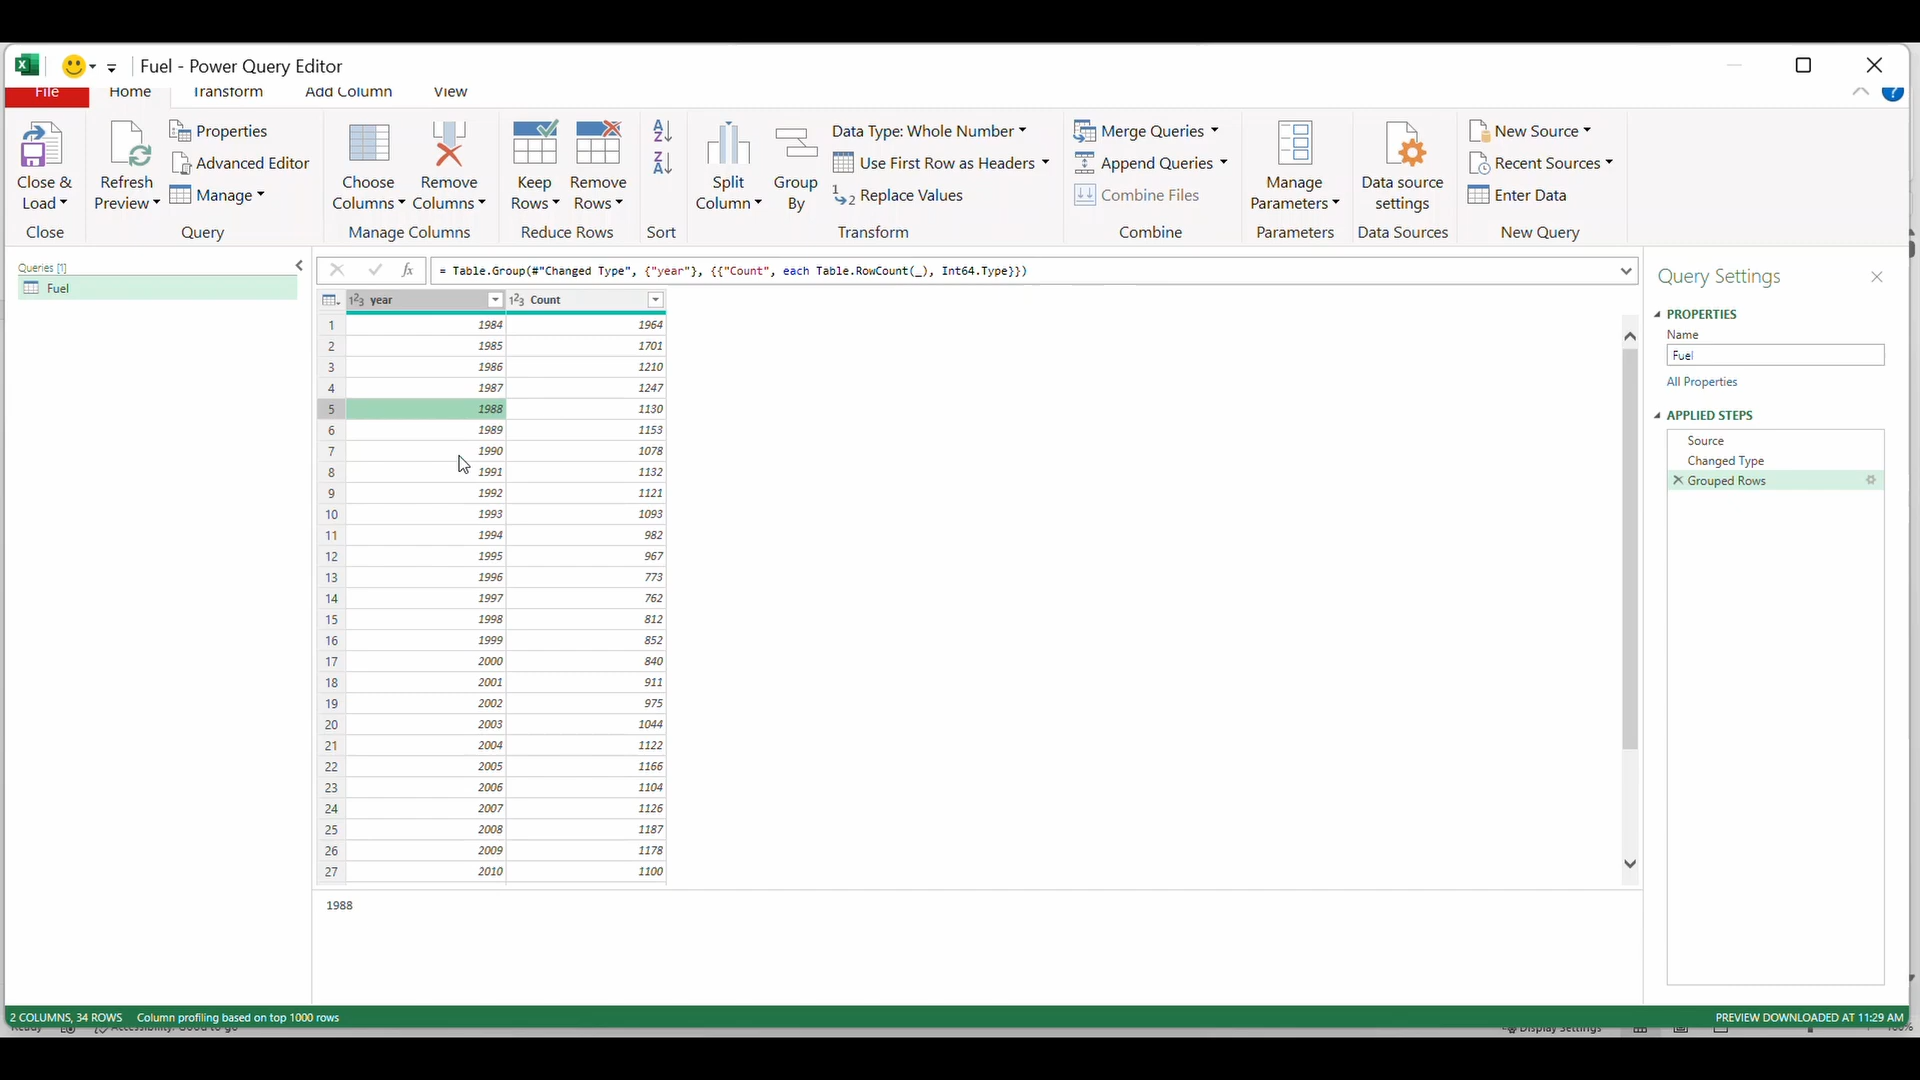 Fuel - Power Query Editor
File Home Transform Add Column View
Close & Load
Close
Refresh Preview
Properties
Advanced Editor
Manage
Query
Choose Columns
Remove Columns
Manage Columns
Keep Rows
Remove Rows
Reduce Rows
Sort
Split Column
Group By
Data Type: Whole Number
Use First Row as Headers
Replace Values
Transform
Merge Queries
Append Queries
Combine Files
Combine
Manage Parameters
Parameters
Data source settings
Data Sources
New Source
Recent Sources
Enter Data
New Query
Queries [1]
Fuel
fx = Table.Group(#"Changed Type", {"year"}, {{"Count", each Table.RowCount(_), Int64.Type}})
123 year 123 Count
1 1984 1964
2 1985 1701
3 1986 1210
4 1987 1247
5 1988 1130
6 1989 1153
7 1990 1078
8 1991 1132
9 1992 1121
10 1993 1093
11 1994 982
12 1995 967
13 1996 773
14 1997 762
15 1998 812
16 1999 852
17 2000 840
18 2001 911
19 2002 975
20 2003 1044
21 2004 1122
22 2005 1166
23 2006 1104
24 2007 1126
25 2008 1187
26 2009 1178
27 2010 1100
1988
Query Settings
PROPERTIES
Name
Fuel
All Properties
APPLIED STEPS
Source
Changed Type
Grouped Rows
2 COLUMNS, 34 ROWS Column profiling based on top 1000 rows
PREVIEW DOWNLOADED AT 11:29 AM